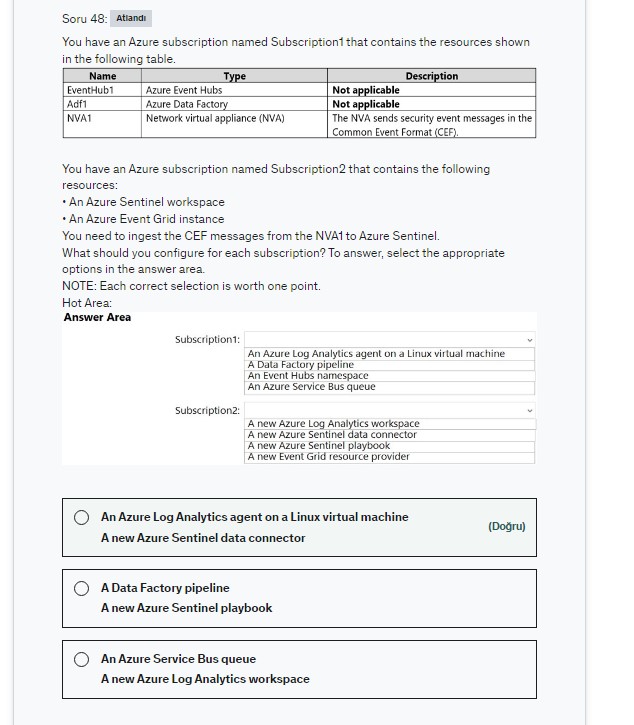 Soru 48: Atlandı
You have an Azure subscription named Subscription1 that contains the resources shown
in the following table.
Name Type Description
EventHub1 Azure Event Hubs Not applicable
Adf1 Azure Data Factory Not applicable
NVA1 Network virtual appliance (NVA) The NVA sends security event messages in the
Common Event Format (CEF).
You have an Azure subscription named Subscription2 that contains the following
resources:
• An Azure Sentinel workspace
• An Azure Event Grid instance
You need to ingest the CEF messages from the NVA1 to Azure Sentinel.
What should you configure for each subscription? To answer, select the appropriate
options in the answer area.
NOTE: Each correct selection is worth one point.
Hot Area:
Answer Area
Subscription1:
An Azure Log Analytics agent on a Linux virtual machine
A Data Factory pipeline
An Event Hubs namespace
An Azure Service Bus queue
Subscription2:
A new Azure Log Analytics workspace
A new Azure Sentinel data connector
A new Azure Sentinel playbook
A new Event Grid resource provider
An Azure Log Analytics agent on a Linux virtual machine
A new Azure Sentinel data connector
(Doğru)
A Data Factory pipeline
A new Azure Sentinel playbook
An Azure Service Bus queue
A new Azure Log Analytics workspace